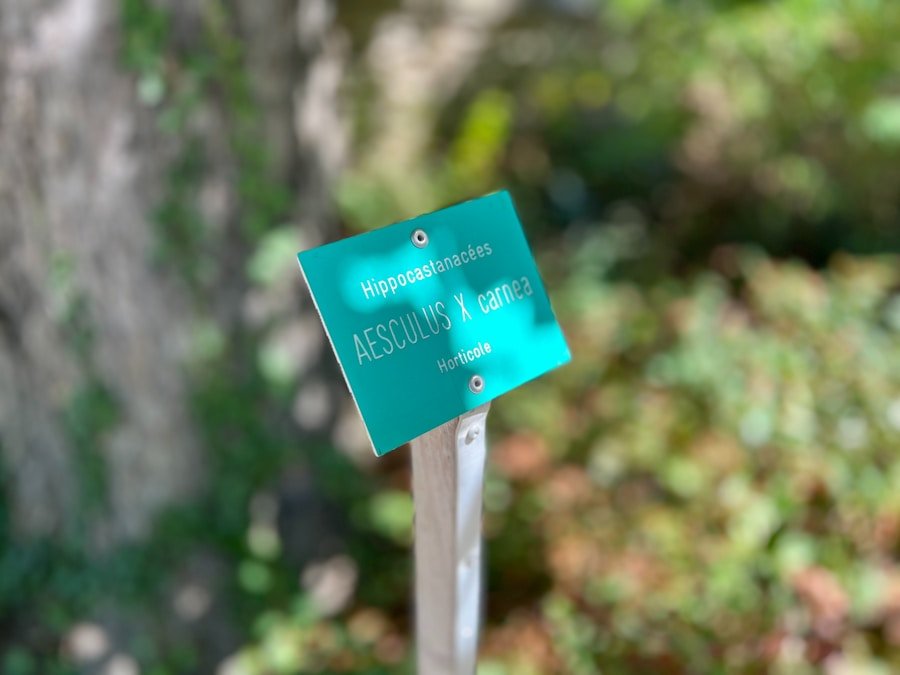 Hippocastanacées
AESCULUS X carnea
Horticole